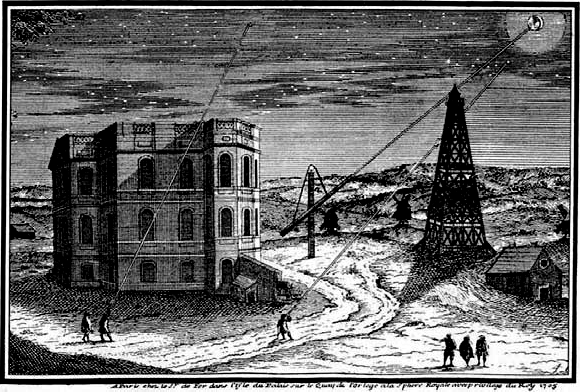 A Paris chez le Sr. de Fer dans l'Isle du Palais sur le Quay de l'orloge a la Sphere Royale avec privilege du Roy 1705